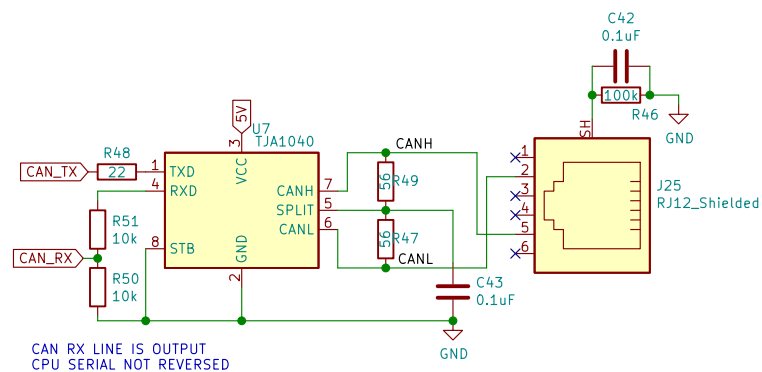 C42
0.1uF
100k
R46
GND
SH
5V
U7
TJA1040
3
VCC
R48
CAN_TX
22
1
TXD
4
RXD
R51
10k
CAN_RX
R50
10k
8
STB
GND
2
CANH
7
SPLIT
5
CANL
6
CANH
56
R49
56
R47
CANL
C43
0.1uF
GND
1
2
3
4
5
6
J25
RJ12_Shielded
CAN RX LINE IS OUTPUT
CPU SERIAL NOT REVERSED